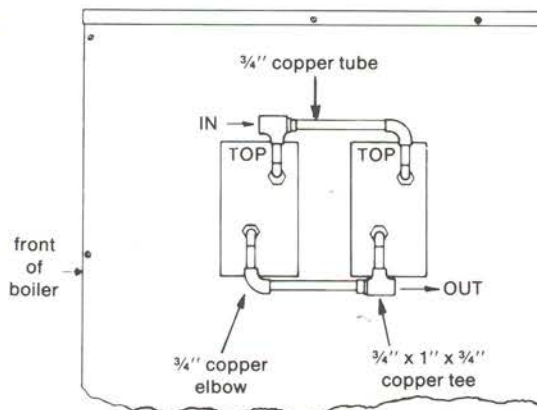 ¾" copper tube
IN
TOP
TOP
front
of
boiler
OUT
¾" copper
elbow
¾" x 1" x ¾"
copper tee